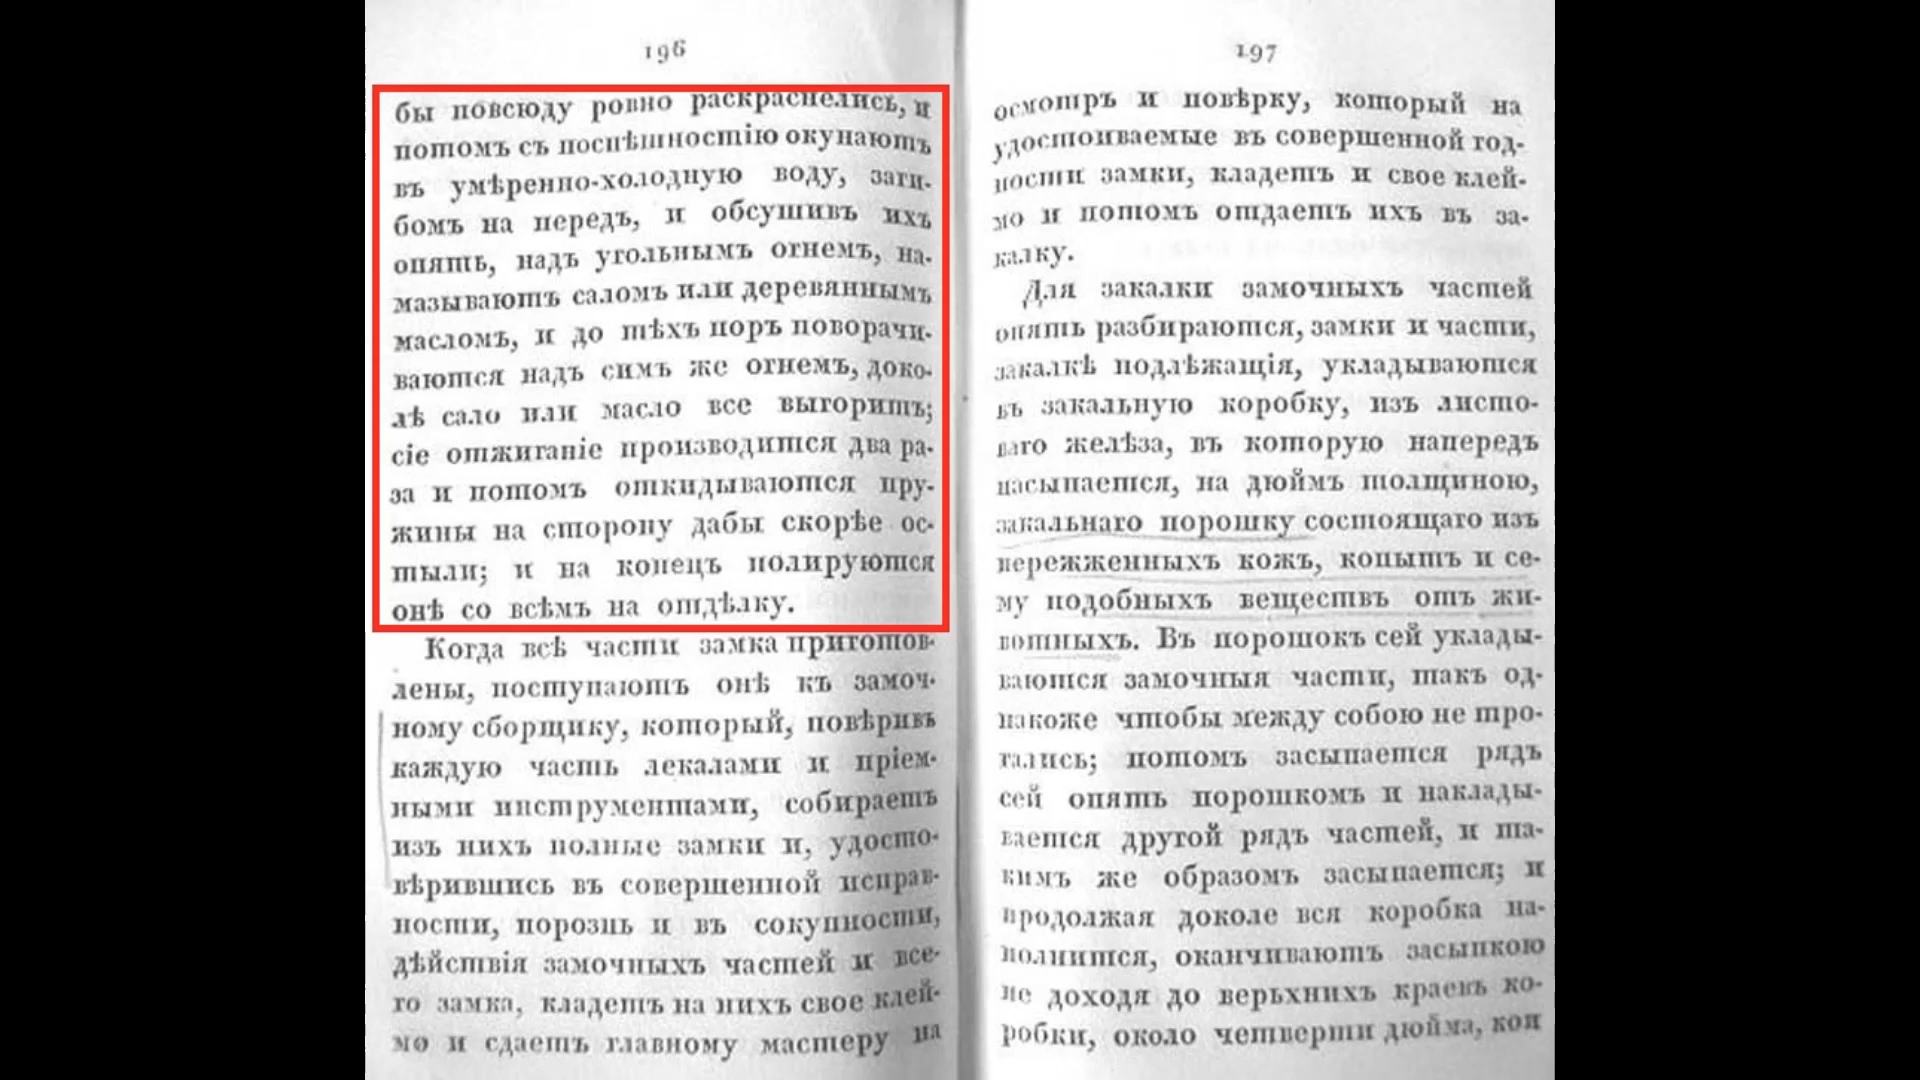 196
бы повсюду ровно раскраснелись, и
потомъ съ поспѣшностію окунаютъ
въ умѣренно-холодную воду, заги-
бомъ на передъ, и обсушивъ ихъ
опять, надъ угольнымъ огнемъ, на-
мазываютъ саломъ или деревяннымъ
масломъ, и до тѣхъ поръ поворачи-
ваются надъ симъ же огнемъ, доко-
лѣ сало или масло все выгоритъ;
сіе отжиганіе производится два ра-
за и потомъ откидываются пру-
жины на сторону дабы скорѣе ос-
тыли; и на конецъ полируются
онѣ со всѣмъ на отдѣлку.
Когда всѣ части замка приготов-
лены, поступаютъ онѣ къ замоч-
ному сборщику, который, повѣривъ
каждую часть лекалами и пріем-
ными инструментами, собираетъ
изъ нихъ полные замки и, удосто-
вѣрившись въ совершенной исправ-
ности, порознь и въ сокупности,
дѣйствія замочныхъ частей и все-
го замка, кладетъ на нихъ свое клей-
мо и сдаетъ главному мастеру на
197
осмотръ и повѣрку, который на
удостоиваемые въ совершенной год-
ности замки, кладетъ и свое клей-
мо и потомъ отдаетъ ихъ въ за-
калку.
Для закалки замочныхъ частей
опять разбираются, замки и части,
закалкѣ подлѣжащія, укладываются
въ закальную коробку, изъ листо-
ваго желѣза, въ которую напередъ
насыпается, на дюймъ толщиною,
закальнаго порошку состоящаго изъ
пережженныхъ кожъ, копытъ и се-
му подобныхъ веществъ отъ жи-
вотныхъ. Въ порошокъ сей уклады-
ваются замочныя части, такъ од-
накоже чтобы между собою не тро-
гались; потомъ засыпается рядъ
сей опять порошкомъ и наклады-
вается другой рядъ частей, и та-
кимъ же образомъ засыпается; и
продолжая доколе вся коробка на-
полнится, оканчиваютъ засыпкою
не доходя до верьхнихъ краевъ ко-
робки, около четверти дюйма, кои